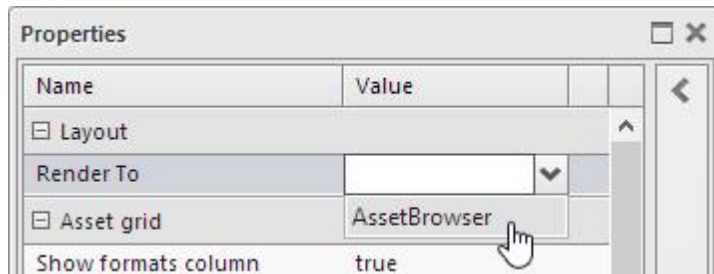 Properties
Name Value
Layout
Render To
AssetBrowser
Asset grid
Show formats column true